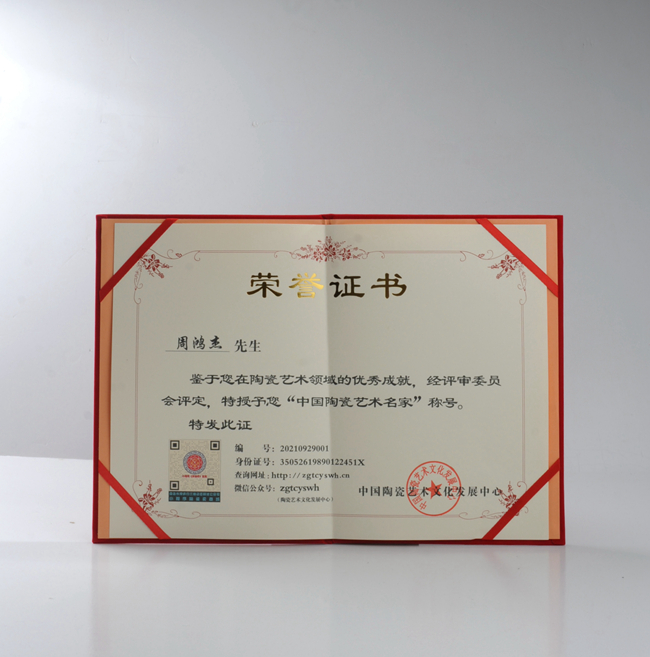 荣誉证书
周鸿杰 先生
鉴于您在陶瓷艺术领域的优秀成就，经评审委员
会评定，特授予您“中国陶瓷艺术名家”称号。
特发此证
编 号：20210929001
身份证号：35052619890122451X
查询网址：http://zgtcyswh.cn
微信公众号：zgtcyswh
（陶瓷艺术文化发展中心）
中国陶瓷艺术文化发展中心